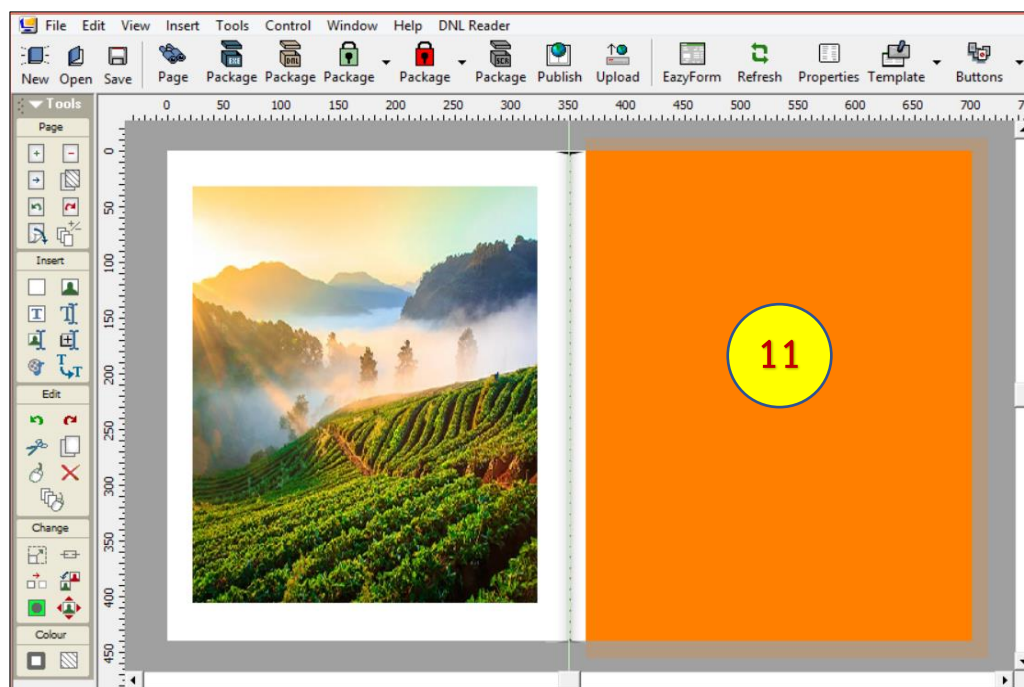 File Edit View Insert Tools Control Window Help DNL Reader
New Open Save Page Package Package Package Package Package Publish Upload EazyForm Refresh Properties Template Buttons
EXE DNL SCR
Tools
0 50 100 150 200 250 300 350 400 450 500 550 600 650 700
Page
0
50
Insert
100
T
150
T T
200
Edit
250
300
Change
350
400
Colour
450
11